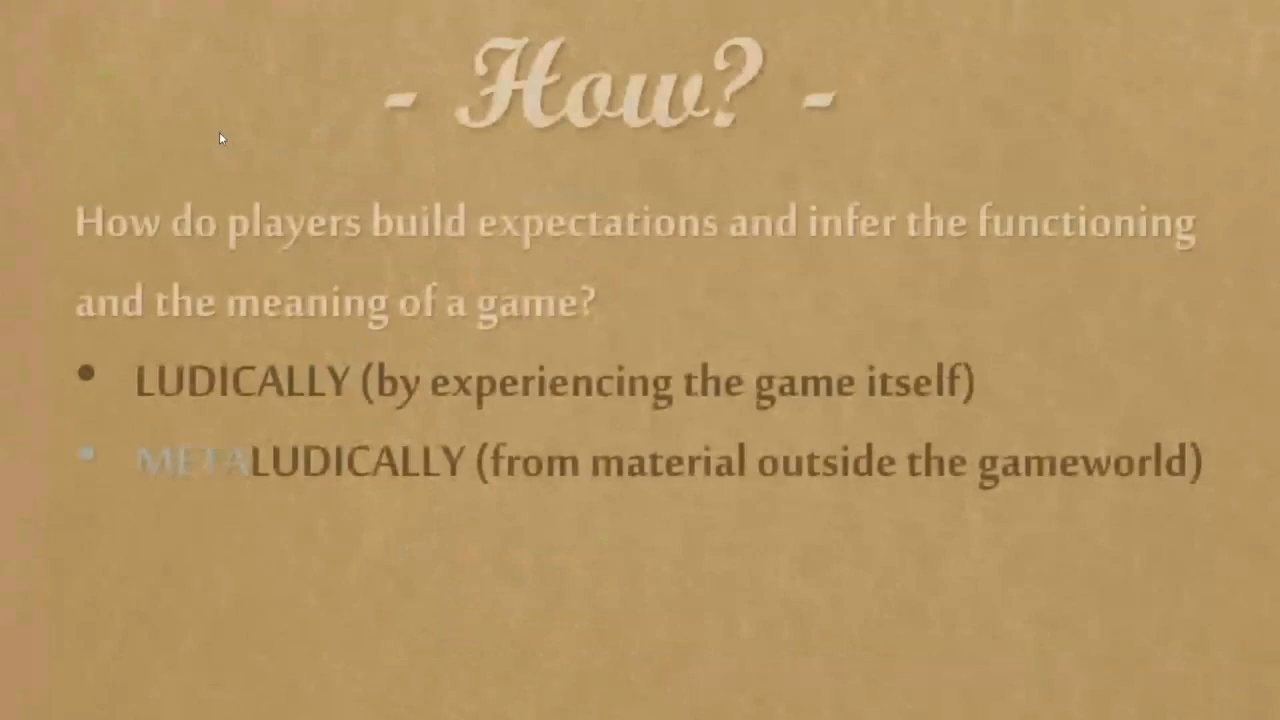 - How? -
How do players build expectations and infer the functioning
and the meaning of a game?
• LUDICALLY (by experiencing the game itself)
▪ METALUDICALLY (from material outside the gameworld)